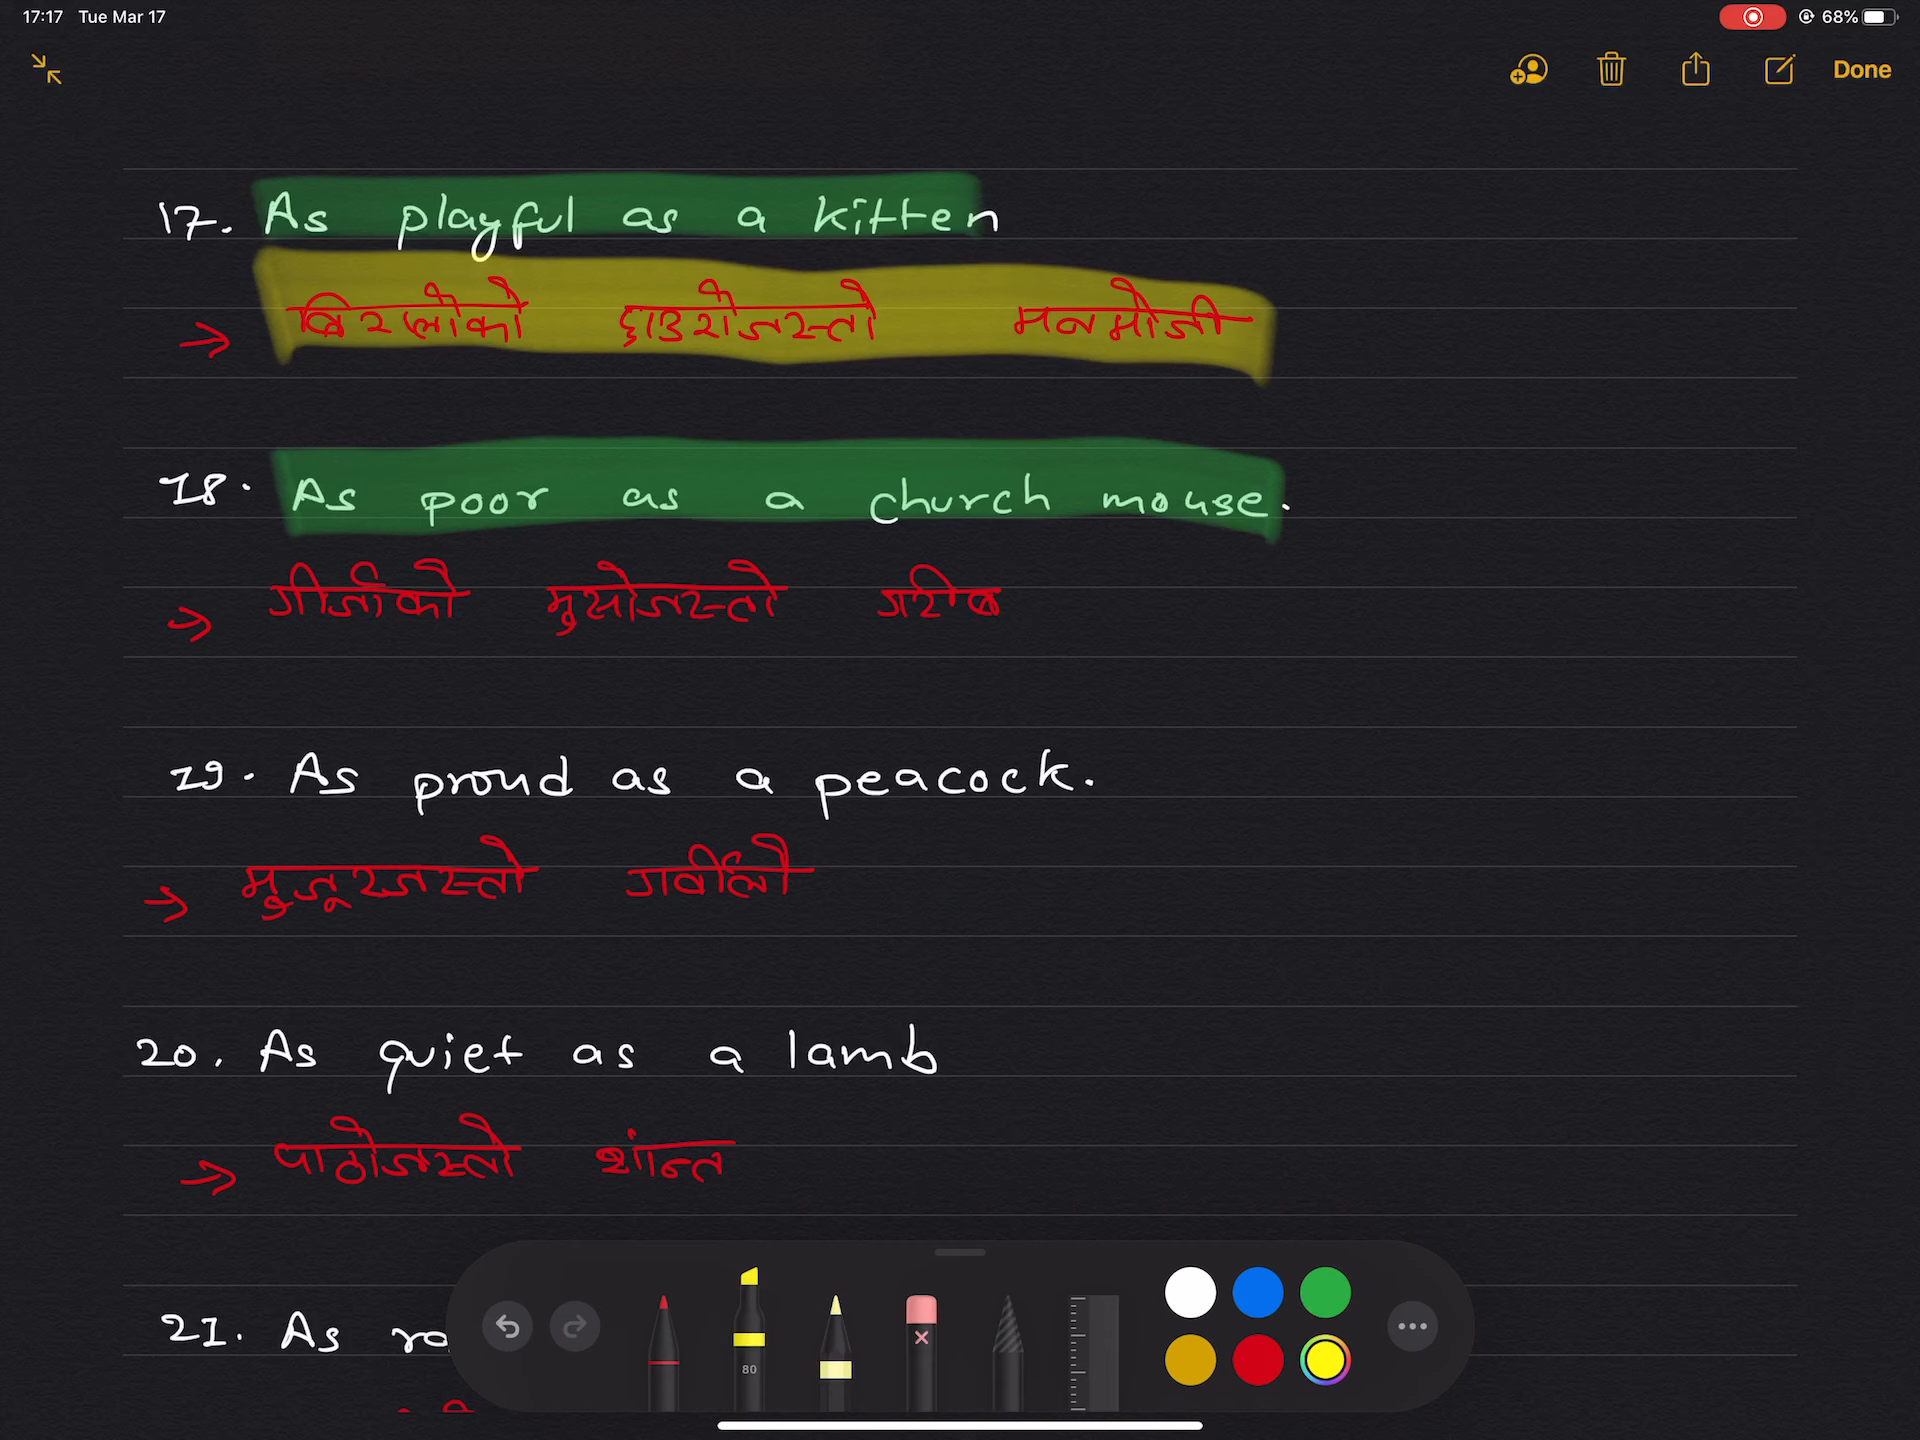 17:17 Tue Mar 17
68%
Done
17. As playful as a kitten
→ बिरालोको छाउरोजस्तो मनमौजी
18. As poor as a church mouse.
→ गीर्जाको मुसोजस्तो गरीब
19. As proud as a peacock.
→ मुजूरजस्तो गर्वीलो
20. As quiet as a lamb
→ पाठोजस्तो शान्त
21. As ro
80